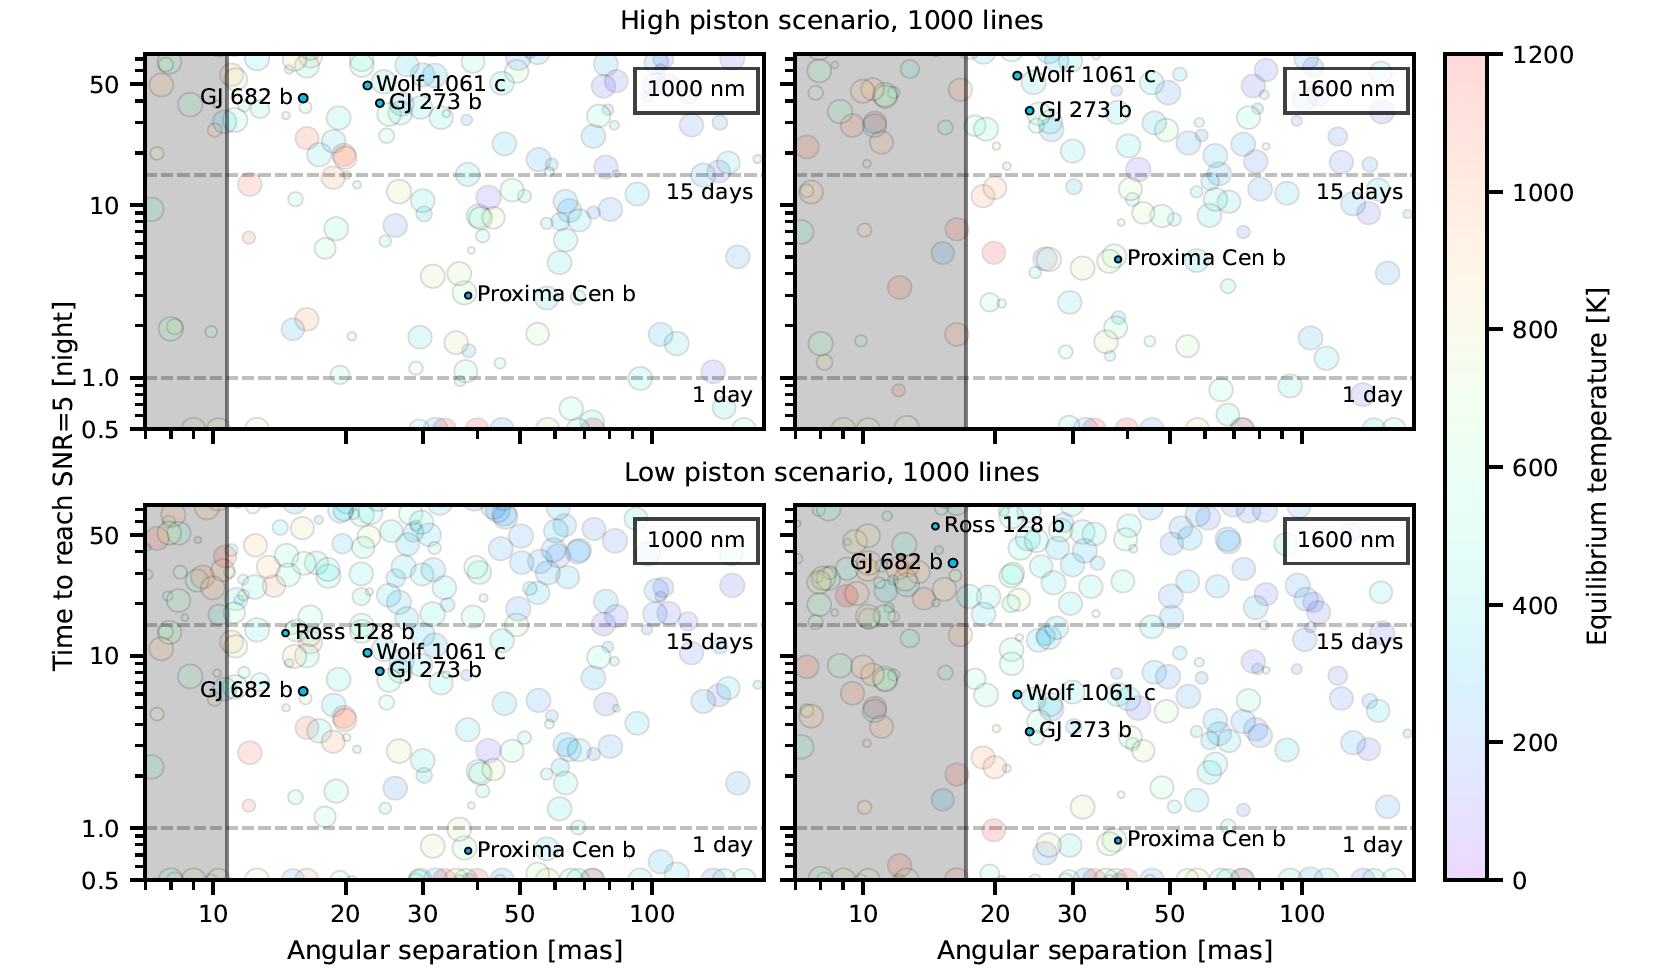 High piston scenario, 1000 lines
50
10
1.0
0.5
GJ 682 b
Wolf 1061 c
GJ 273 b
1000 nm
15 days
Proxima Cen b
1 day
Wolf 1061 c
GJ 273 b
1600 nm
15 days
Proxima Cen b
1 day
Low piston scenario, 1000 lines
50
10
1.0
0.5
1000 nm
15 days
Ross 128 b
Wolf 1061 c
GJ 273 b
GJ 682 b
Proxima Cen b
1 day
10
20
30
50
100
Angular separation [mas]
Ross 128 b
GJ 682 b
1600 nm
15 days
Wolf 1061 c
GJ 273 b
Proxima Cen b
1 day
10
20
30
50
100
Angular separation [mas]
Time to reach SNR=5 [night]
1200
1000
800
600
400
200
0
Equilibrium temperature [K]